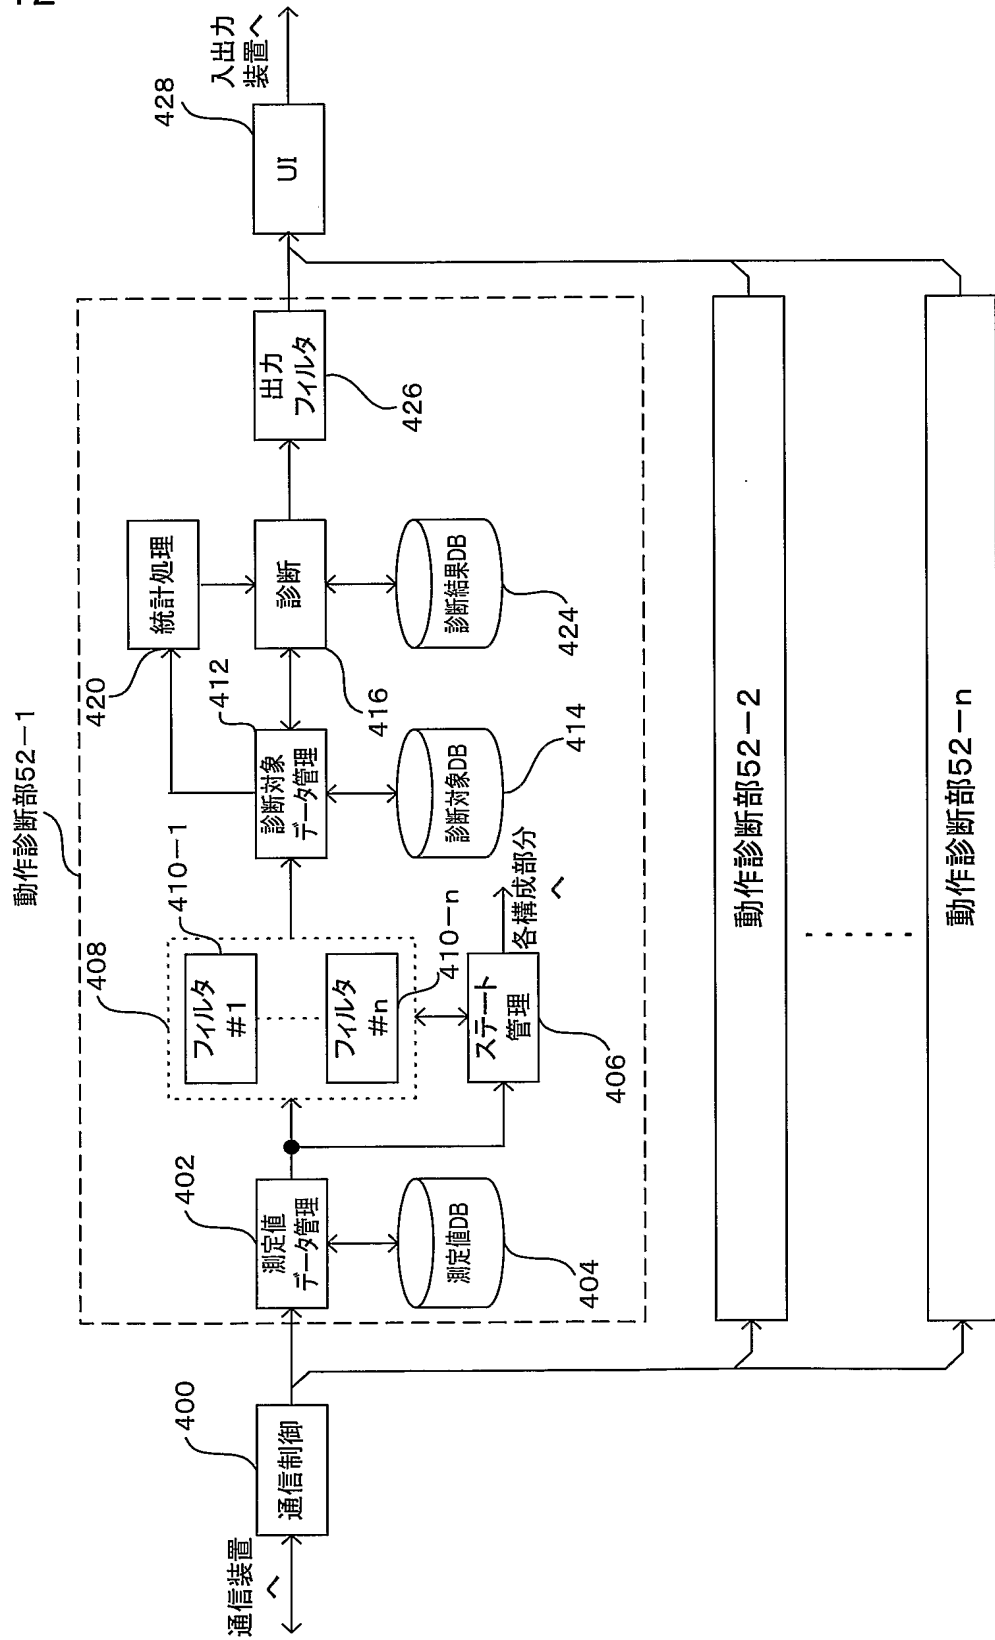 動作診断部52-1
通信装置
へ
通信制御
400
測定値
データ管理
402
測定値DB
404
408
フィルタ
#1
410-1
フィルタ
#n
410-n
ステート
管理
406
各構成部分
へ
診断対象
データ管理
412
診断対象DB
414
統計処理
420
診断
416
診断結果DB
424
出力
フィルタ
426
UI
428
入出力
装置へ
動作診断部52-2
動作診断部52-n